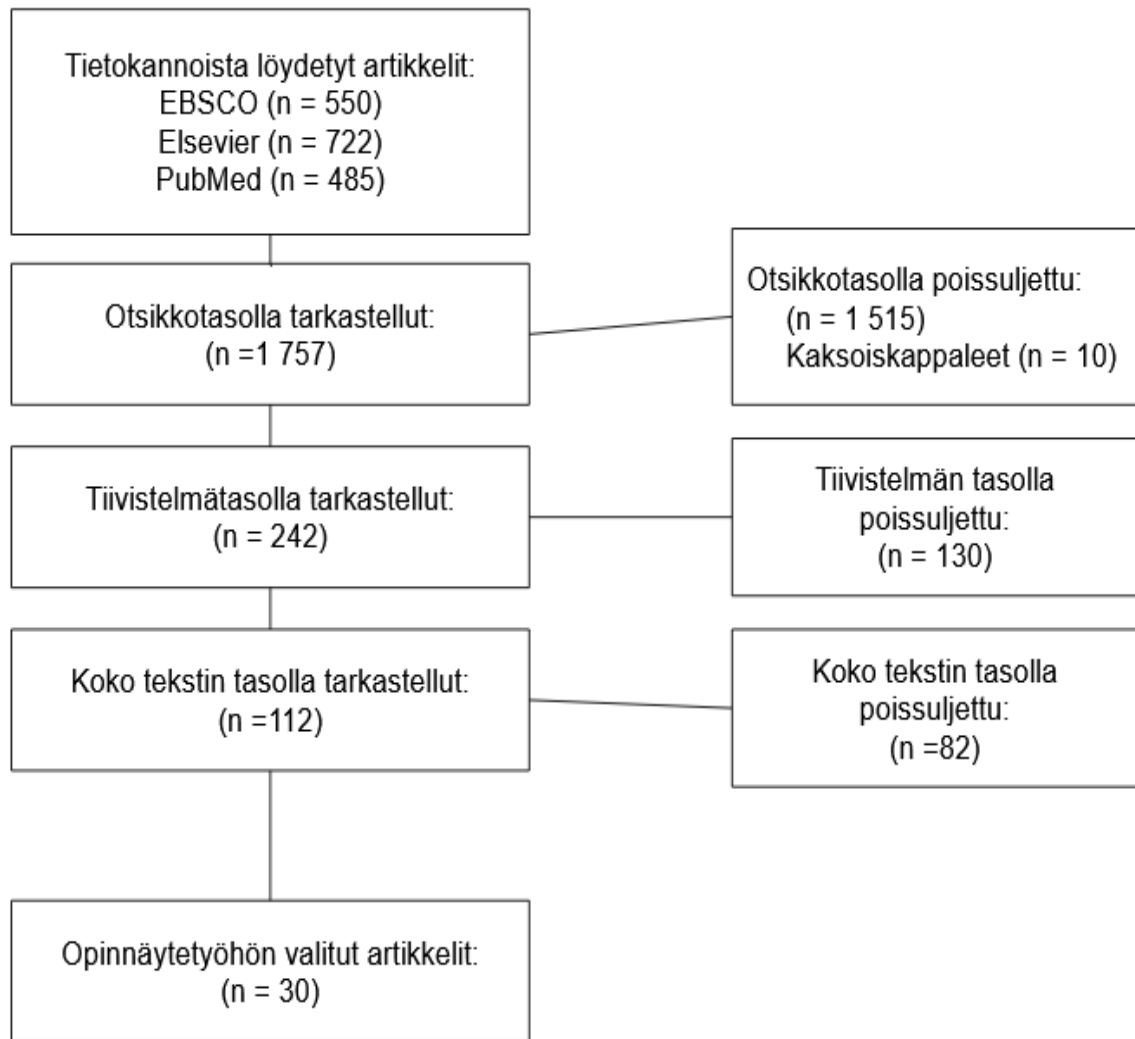 Tietokannoista löydetyt artikkelit:
EBSCO (n = 550)
Elsevier (n = 722)
PubMed (n = 485)
Otsikkotasolla tarkastellut:
(n =1 757)
Otsikkotasolla poissuljettu:
(n = 1 515)
Kaksoiskappaleet (n = 10)
Tiivistelmätasolla tarkastellut:
(n = 242)
Tiivistelmän tasolla
poissuljettu:
(n = 130)
Koko tekstin tasolla tarkastellut:
(n =112)
Koko tekstin tasolla
poissuljettu:
(n =82)
Opinnäytetyöhön valitut artikkelit:
(n = 30)